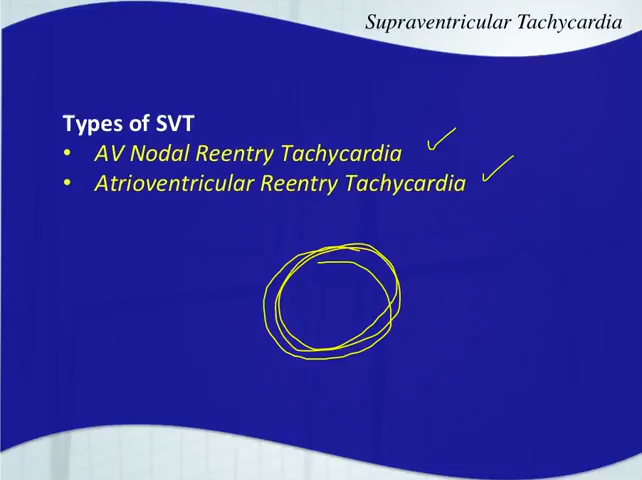 Supraventricular Tachycardia
Types of SVT
• AV Nodal Reentry Tachycardia
• Atrioventricular Reentry Tachycardia